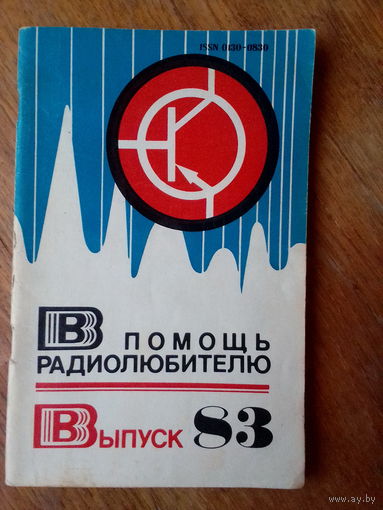 ISSN 0130-0830
В ПОМОЩЬ
РАДИОЛЮБИТЕЛЮ
ВЫПУСК 83
www.ay.by